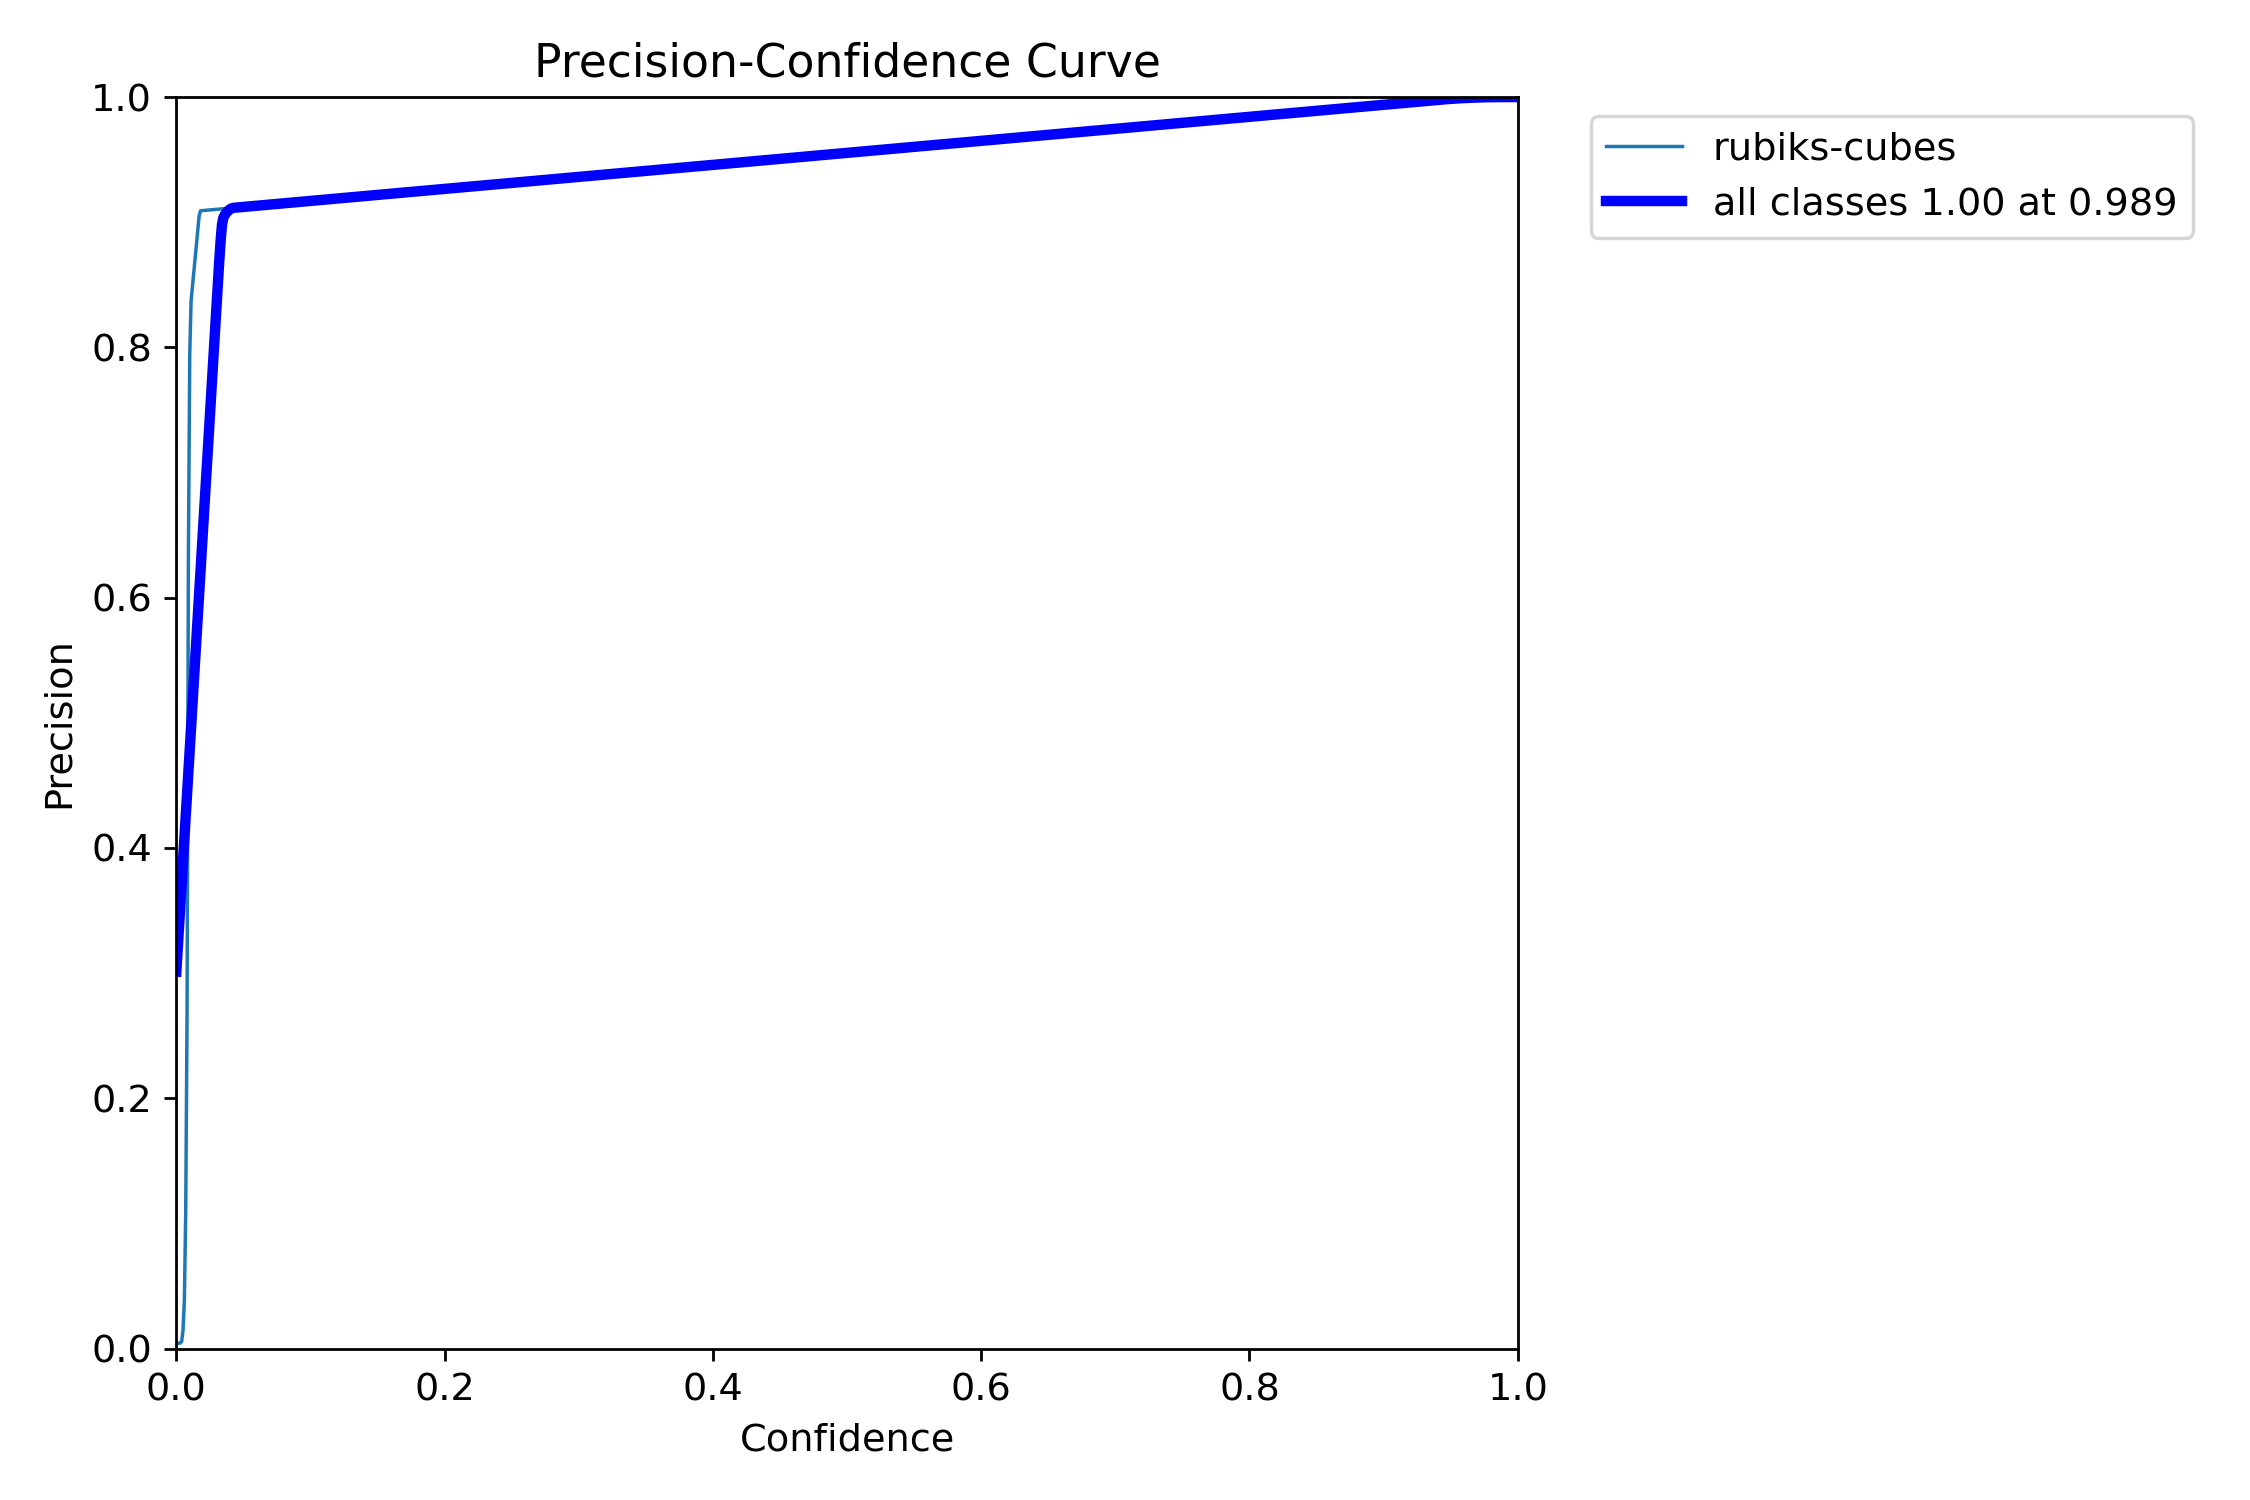 Precision-Confidence Curve
1.0
0.8
0.6
0.4
0.2
0.0
Precision
0.0 0.2 0.4 0.6 0.8 1.0
Confidence
rubiks-cubes
all classes 1.00 at 0.989